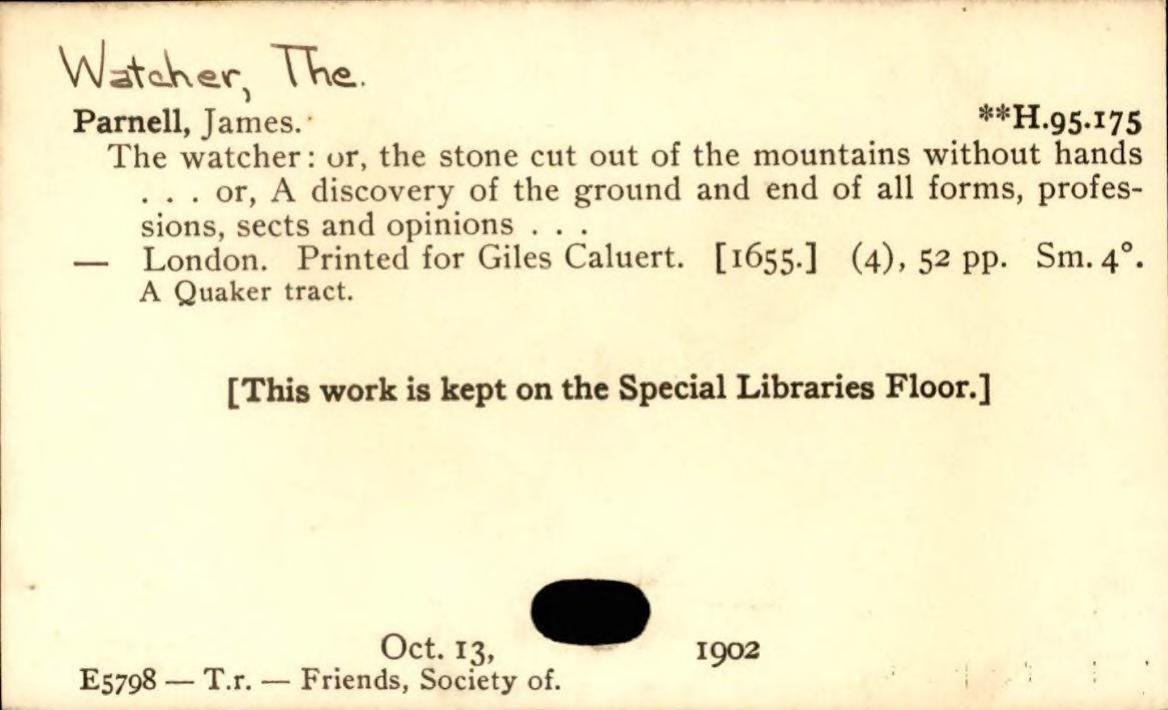 Watcher, The.
Parnell, James. **H.95.175
The watcher: or, the stone cut out of the mountains without hands
. . . or, A discovery of the ground and end of all forms, profes-
sions, sects and opinions . . .
— London. Printed for Giles Caluert. [1655.] (4), 52 pp. Sm. 4°.
A Quaker tract.
[This work is kept on the Special Libraries Floor.]
Oct. 13, 1902
E5798 — T.r. — Friends, Society of.